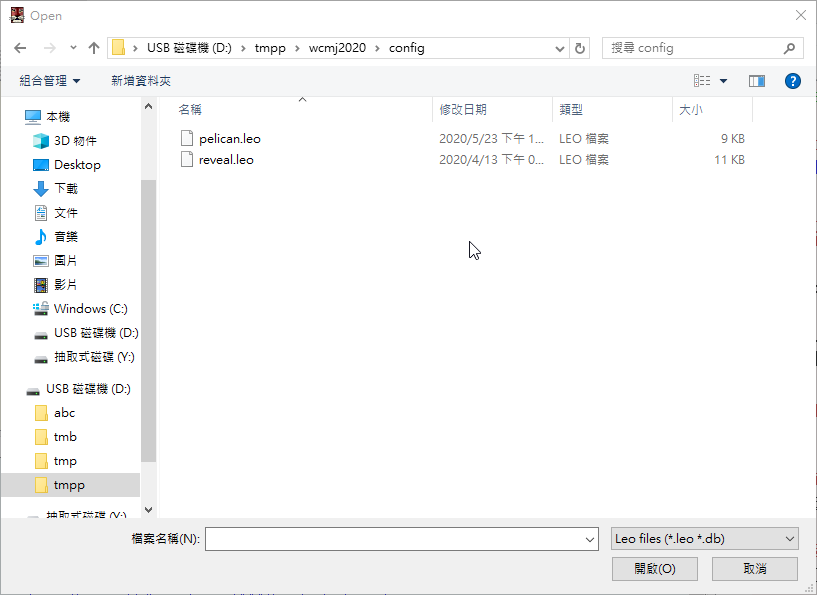 Open
USB 磁碟機 (D:) tmpp wcmj2020 config
搜尋 config
組合管理 新增資料夾
名稱 修改日期 類型 大小
pelican.leo 2020/5/23 下午 1... LEO 檔案 9 KB
reveal.leo 2020/4/13 下午 0... LEO 檔案 11 KB
本機
3D 物件
Desktop
下載
文件
音樂
圖片
影片
Windows (C:)
USB 磁碟機 (D:)
抽取式磁碟 (Y:)
USB 磁碟機 (D:)
abc
tmb
tmp
tmpp
抽取式磁碟 (Y:)
檔案名稱(N): Leo files (*.leo *.db)
開啟(O) 取消